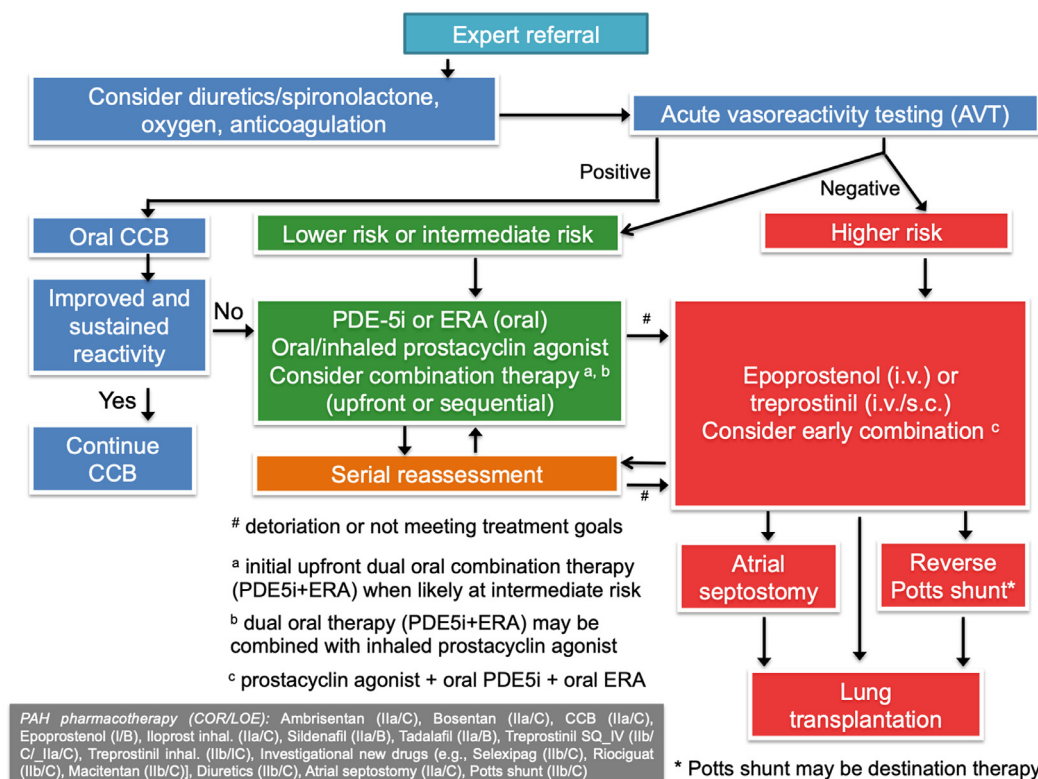 Expert referral
Consider diuretics/spironolactone,
oxygen, anticoagulation
Acute vasoreactivity testing (AVT)
Positive
Negative
Oral CCB
Lower risk or intermediate risk
Higher risk
Improved and
sustained
reactivity
No
PDE-5i or ERA (oral)
Oral/inhaled prostacyclin agonist
Consider combination therapy a, b
(upfront or sequential)
#
Epoprostenol (i.v.) or
treprostinil (i.v./s.c.)
Consider early combination c
Yes
Continue
CCB
Serial reassessment
#
# detoriation or not meeting treatment goals
a initial upfront dual oral combination therapy
(PDE5i+ERA) when likely at intermediate risk
b dual oral therapy (PDE5i+ERA) may be
combined with inhaled prostacyclin agonist
c prostacyclin agonist + oral PDE5i + oral ERA
Atrial
septostomy
Reverse
Potts shunt*
Lung
transplantation
PAH pharmacotherapy (COR/LOE): Ambrisentan (IIa/C), Bosentan (IIa/C), CCB (IIa/C),
Epoprostenol (I/B), Iloprost inhal. (IIa/C), Sildenafil (IIa/B), Tadalafil (IIa/B), Treprostinil SQ_IV (IIb/
C/_IIa/C), Treprostinil inhal. (IIb/IC), Investigational new drugs (e.g., Selexipag (IIb/C), Riociguat
(IIb/C), Macitentan (IIb/C)], Diuretics (IIb/C), Atrial septostomy (IIa/C), Potts shunt (IIb/C)
* Potts shunt may be destination therapy